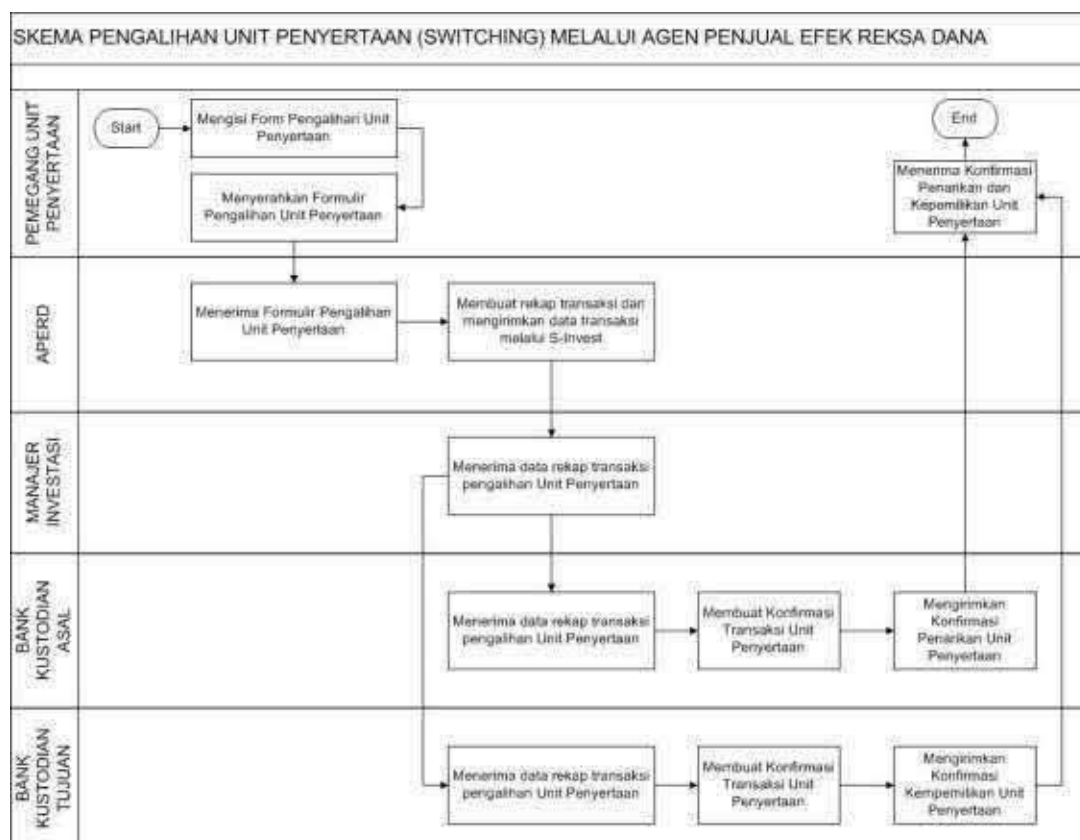 SKEMA PENGALIHAN UNIT PENYERTAAN (SWITCHING) MELALUI AGEN PENJUAL EFEK REKSA DANA
PEMEGANG UNIT
PENYERTAAN
Start
Mengisi Form Pengalihan Unit
Penyertaan
Menyerahkan Formulir
Pengalihan Unit Penyertaan
End
Menerima Konfirmasi
Penarikan dan
Kepemilikan Unit
Penyertaan
APERD
Menerima Formulir Pengalihan
Unit Penyertaan
Membuat rekap transaksi dan
mengirimkan data transaksi
melalui S-Invest
MANAJER
INVESTASI
Menerima data rekap transaksi
pengalihan Unit Penyertaan
BANK
KUSTODIAN
ASAL
Menerima data rekap transaksi
pengalihan Unit Penyertaan
Membuat Konfirmasi
Transaksi Unit
Penyertaan
Mengirimkan
Konfirmasi
Penarikan Unit
Penyertaan
BANK
KUSTODIAN
TUJUAN
Menerima data rekap transaksi
pengalihan Unit Penyertaan
Membuat Konfirmasi
Transaksi Unit
Penyertaan
Mengirimkan
Konfirmasi
Kempemilikan Unit
Penyertaan